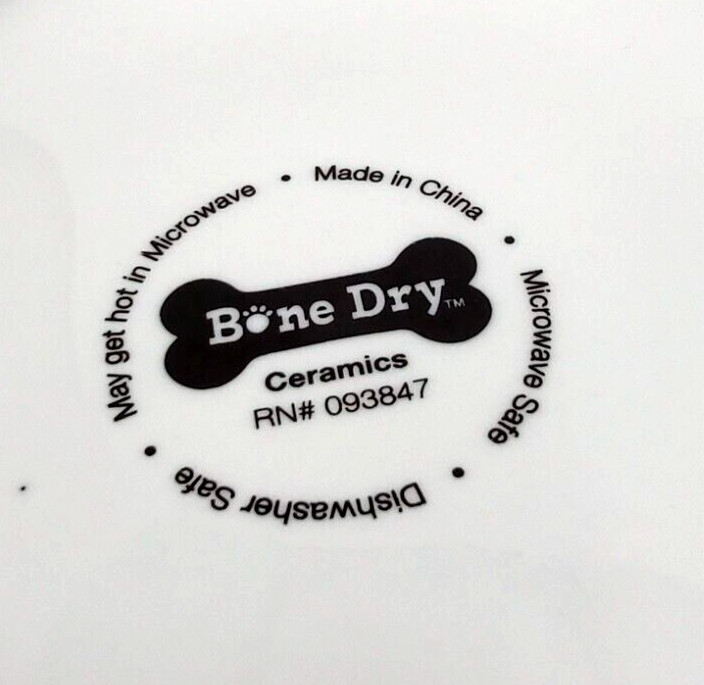 May get hot in Microwave • Made in China • Microwave Safe • Dishwasher Safe •
Bone Dry™
Ceramics
RN# 093847